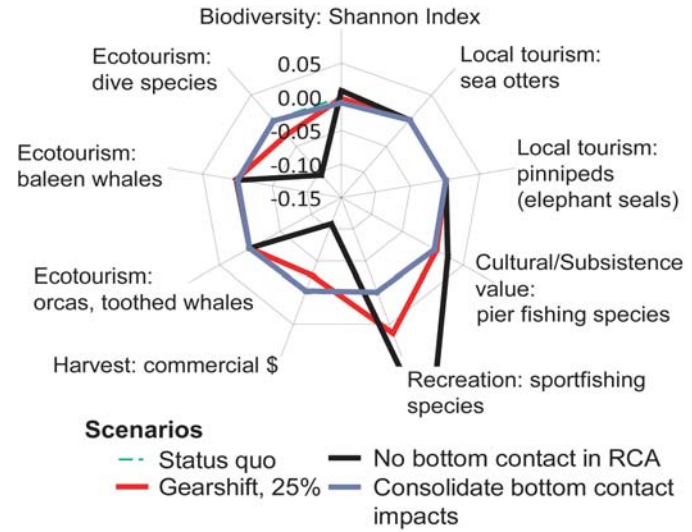 Biodiversity: Shannon Index
Ecotourism:
dive species
Local tourism:
sea otters
0.05
0.00
-0.05
-0.10
-0.15
Ecotourism:
baleen whales
Local tourism:
pinnipeds
(elephant seals)
Ecotourism:
orcas, toothed whales
Cultural/Subsistence
value:
pier fishing species
Harvest: commercial $
Recreation: sportfishing
species
Scenarios
Status quo
No bottom contact in RCA
Gearshift, 25%
Consolidate bottom contact
impacts